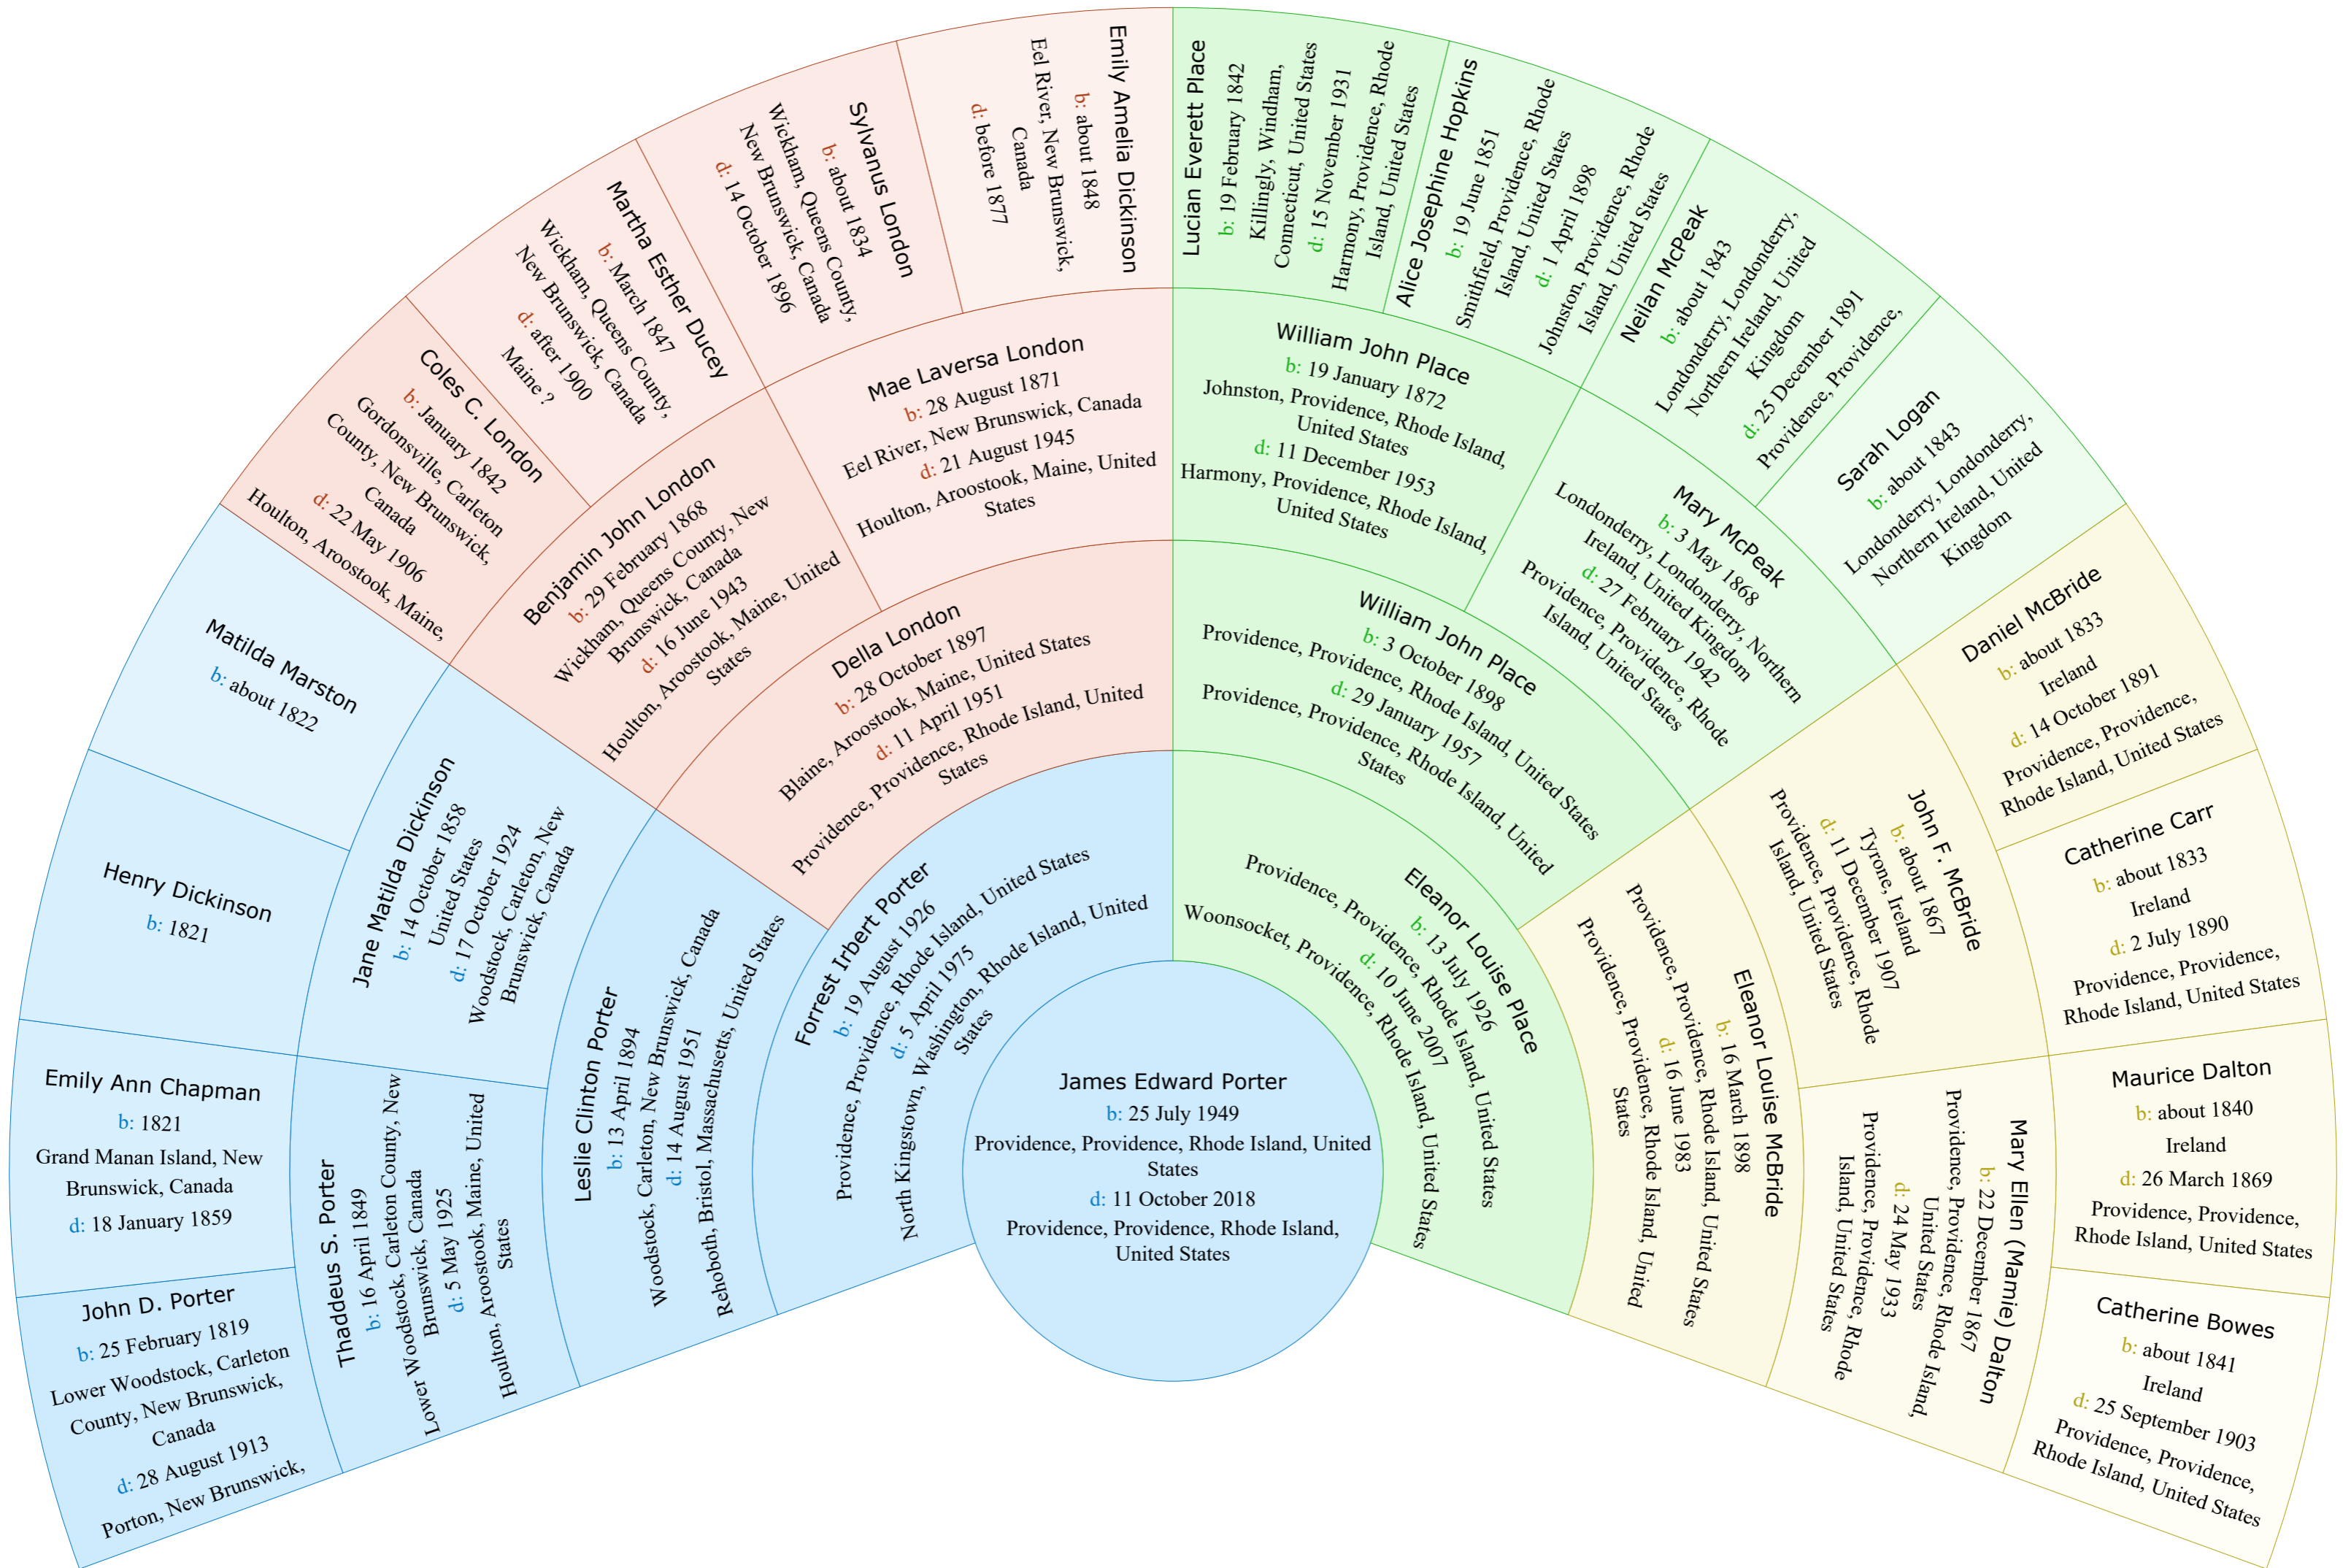 James Edward Porter
b: 25 July 1949
Providence, Providence, Rhode Island, United
States
d: 11 October 2018
Providence, Providence, Rhode Island,
United States
Forrest Irbert Porter
b: 19 August 1926
Providence, Providence, Rhode Island, United States
d: 5 April 1975
North Kingstown, Washington, Rhode Island, United
States
Eleanor Louise Place
b: 13 July 1926
Providence, Providence, Rhode Island, United States
d: 10 June 2007
Woonsocket, Providence, Rhode Island, United States
Leslie Clinton Porter
b: 13 April 1894
Woodstock, Carleton, New Brunswick, Canada
d: 14 August 1951
Rehoboth, Bristol, Massachusetts, United States
Della London
b: 28 October 1897
Blaine, Aroostook, Maine, United States
d: 11 April 1951
Providence, Providence, Rhode Island, United
States
William John Place
b: 3 October 1898
Providence, Providence, Rhode Island, United States
d: 29 January 1957
Providence, Providence, Rhode Island, United
States
Eleanor Louise McBride
b: 16 March 1898
Providence, Providence, Rhode Island, United States
d: 16 June 1983
Providence, Providence, Rhode Island, United
States
Thaddeus S. Porter
b: 16 April 1849
Lower Woodstock, Carleton County, New
Brunswick, Canada
d: 5 May 1925
Houlton, Aroostook, Maine, United
States
Jane Matilda Dickinson
b: 14 October 1858
United States
d: 17 October 1924
Woodstock, Carleton, New
Brunswick, Canada
Benjamin John London
b: 29 February 1868
Wickham, Queens County, New
Brunswick, Canada
d: 16 June 1943
Houlton, Aroostook, Maine, United
States
Mae Laversa London
b: 28 August 1871
Eel River, New Brunswick, Canada
d: 21 August 1945
Houlton, Aroostook, Maine, United
States
William John Place
b: 19 January 1872
Johnston, Providence, Rhode Island,
United States
d: 11 December 1953
Harmony, Providence, Rhode Island,
United States
Mary McPeak
b: 3 May 1868
Londonderry, Londonderry, Northern
Ireland, United Kingdom
d: 27 February 1942
Providence, Providence, Rhode
Island, United States
John F. McBride
b: about 1867
Tyrone, Ireland
d: 11 December 1907
Providence, Providence, Rhode
Island, United States
Mary Ellen (Mamie) Dalton
b: 22 December 1867
Providence, Providence, Rhode Island,
United States
d: 24 May 1933
Providence, Providence, Rhode
Island, United States
John D. Porter
b: 25 February 1819
Lower Woodstock, Carleton
County, New Brunswick,
Canada
d: 28 August 1913
Porton, New Brunswick,
Emily Ann Chapman
b: 1821
Grand Manan Island, New
Brunswick, Canada
d: 18 January 1859
Henry Dickinson
b: 1821
Matilda Marston
b: about 1822
Coles C. London
b: January 1842
Gordonsville, Carleton
County, New Brunswick,
Canada
d: 22 May 1906
Houlton, Aroostook, Maine,
Martha Esther Ducey
b: March 1847
Wickham, Queens County,
New Brunswick, Canada
d: after 1900
Maine ?
Sylvanus London
b: about 1834
Wickham, Queens County,
New Brunswick, Canada
d: 14 October 1896
Emily Amelia Dickinson
b: about 1848
Eel River, New Brunswick,
Canada
d: before 1877
Lucian Everett Place
b: 19 February 1842
Killingly, Windham,
Connecticut, United States
d: 15 November 1931
Harmony, Providence, Rhode
Island, United States
Alice Josephine Hopkins
b: 19 June 1851
Smithfield, Providence, Rhode
Island, United States
d: 1 April 1898
Johnston, Providence, Rhode
Island, United States
Neilan McPeak
b: about 1843
Londonderry, Londonderry,
Northern Ireland, United
Kingdom
d: 25 December 1891
Providence, Providence,
Sarah Logan
b: about 1843
Londonderry, Londonderry,
Northern Ireland, United
Kingdom
Daniel McBride
b: about 1833
Ireland
d: 14 October 1891
Providence, Providence,
Rhode Island, United States
Catherine Carr
b: about 1833
Ireland
d: 2 July 1890
Providence, Providence,
Rhode Island, United States
Maurice Dalton
b: about 1840
Ireland
d: 26 March 1869
Providence, Providence,
Rhode Island, United States
Catherine Bowes
b: about 1841
Ireland
d: 25 September 1903
Providence, Providence,
Rhode Island, United States